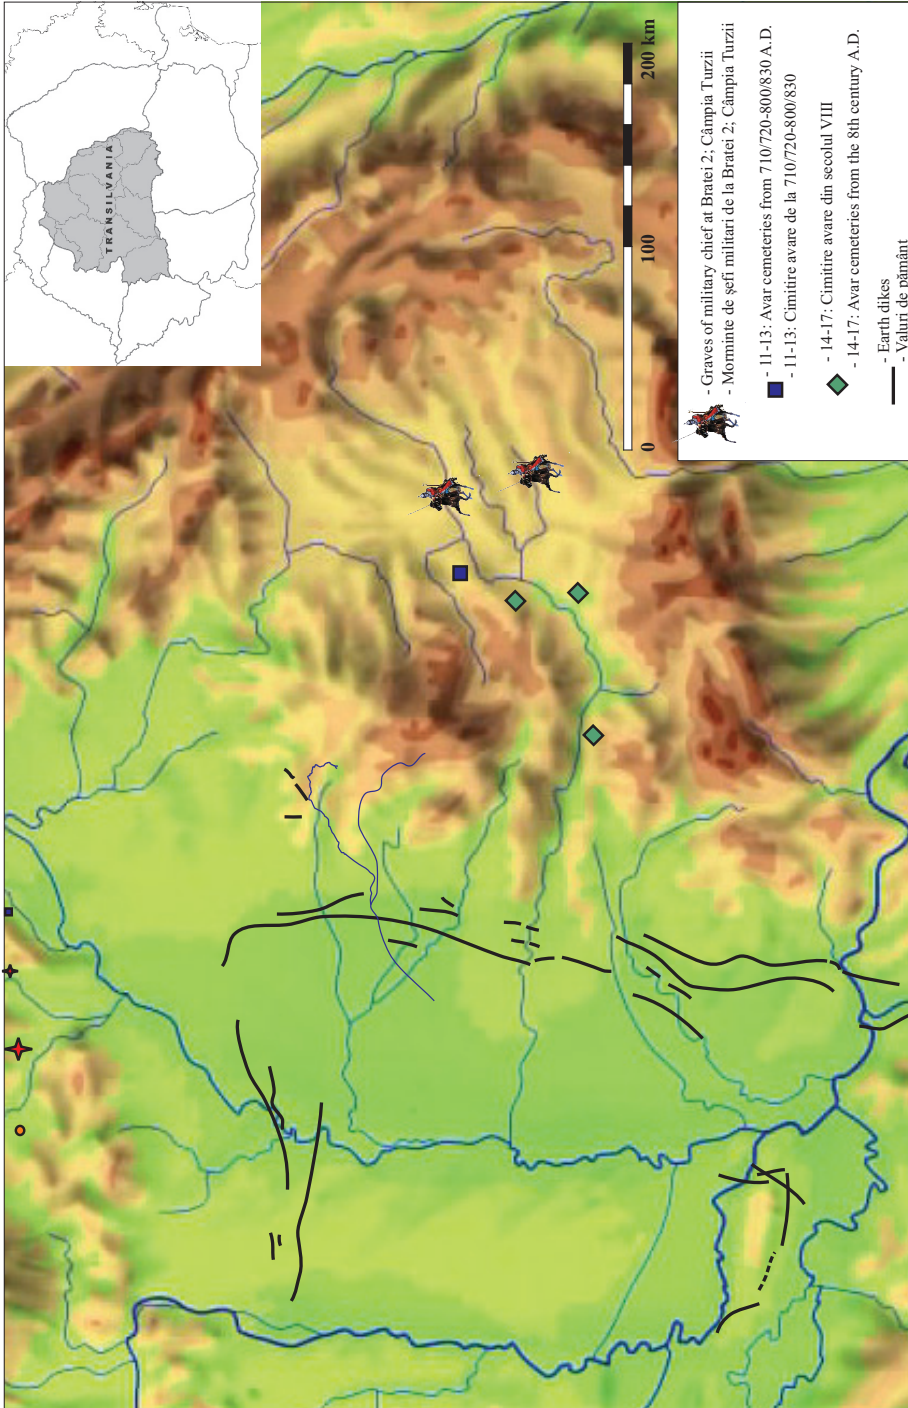 TRANSILVANIA
0 100 200 km
- Graves of military chief at Bratei 2; Câmpia Turzii
- Morminte de şefi militari de la Bratei 2; Câmpia Turzii
- 11-13: Avar cemeteries from 710/720-800/830 A.D.
- 11-13: Cimitire avare de la 710/720-800/830
- 14-17: Cimitire avare din secolul VIII
- 14-17: Avar cemeteries from the 8th century A.D.
- Earth dikes
- Valuri de pământ